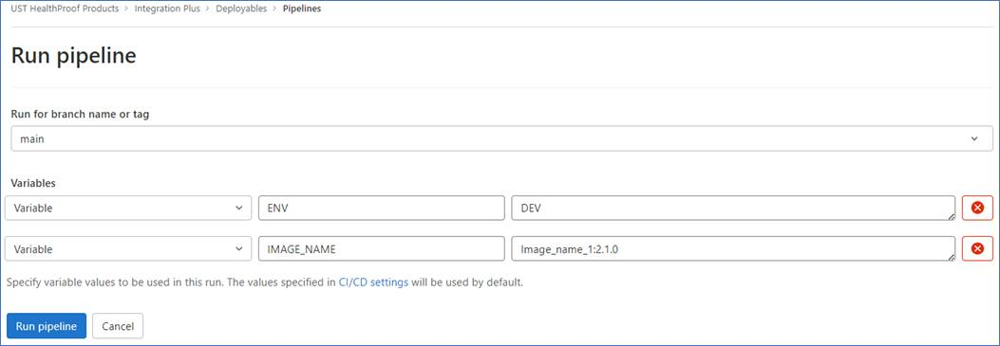 UST HealthProof Products > Integration Plus > Deployables > Pipelines
Run pipeline
Run for branch name or tag
main
Variables
Variable ENV DEV
Variable IMAGE_NAME Image_name_1:2.1.0
Specify variable values to be used in this run. The values specified in CI/CD settings will be used by default.
Run pipeline Cancel